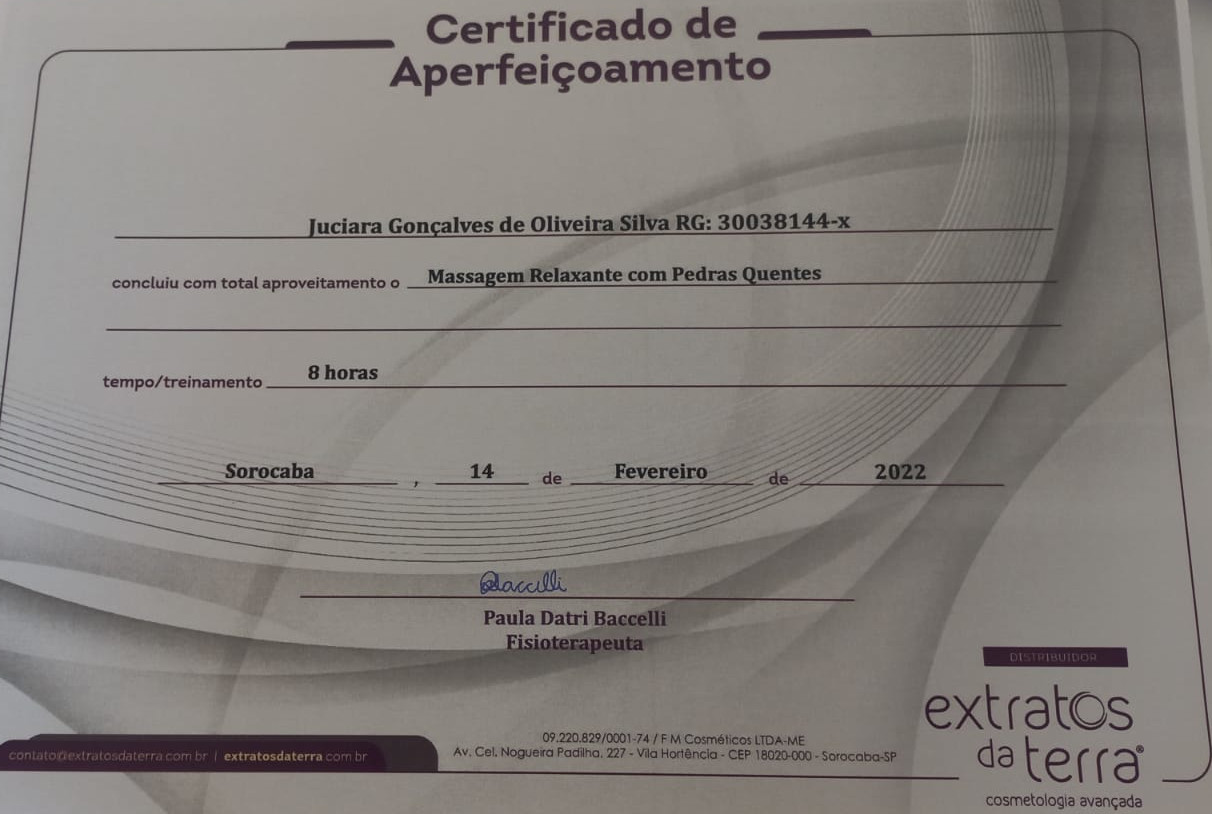 Certificado de
Aperfeiçoamento
Juciara Gonçalves de Oliveira Silva RG: 30038144-x
concluiu com total aproveitamento o Massagem Relaxante com Pedras Quentes
tempo/treinamento 8 horas
Sorocaba , 14 de Fevereiro de 2022
Baccelli
Paula Datri Baccelli
Fisioterapeuta
DISTRIBUIDOR
extratos
da terra®
cosmetologia avançada
09.220.829/0001-74 / F M Cosméticos LTDA-ME
Av. Cel. Nogueira Padilha, 227 - Vila Hortência - CEP 18020-000 - Sorocaba-SP
contato@extratosdaterra.com.br | extratosdaterra.com.br